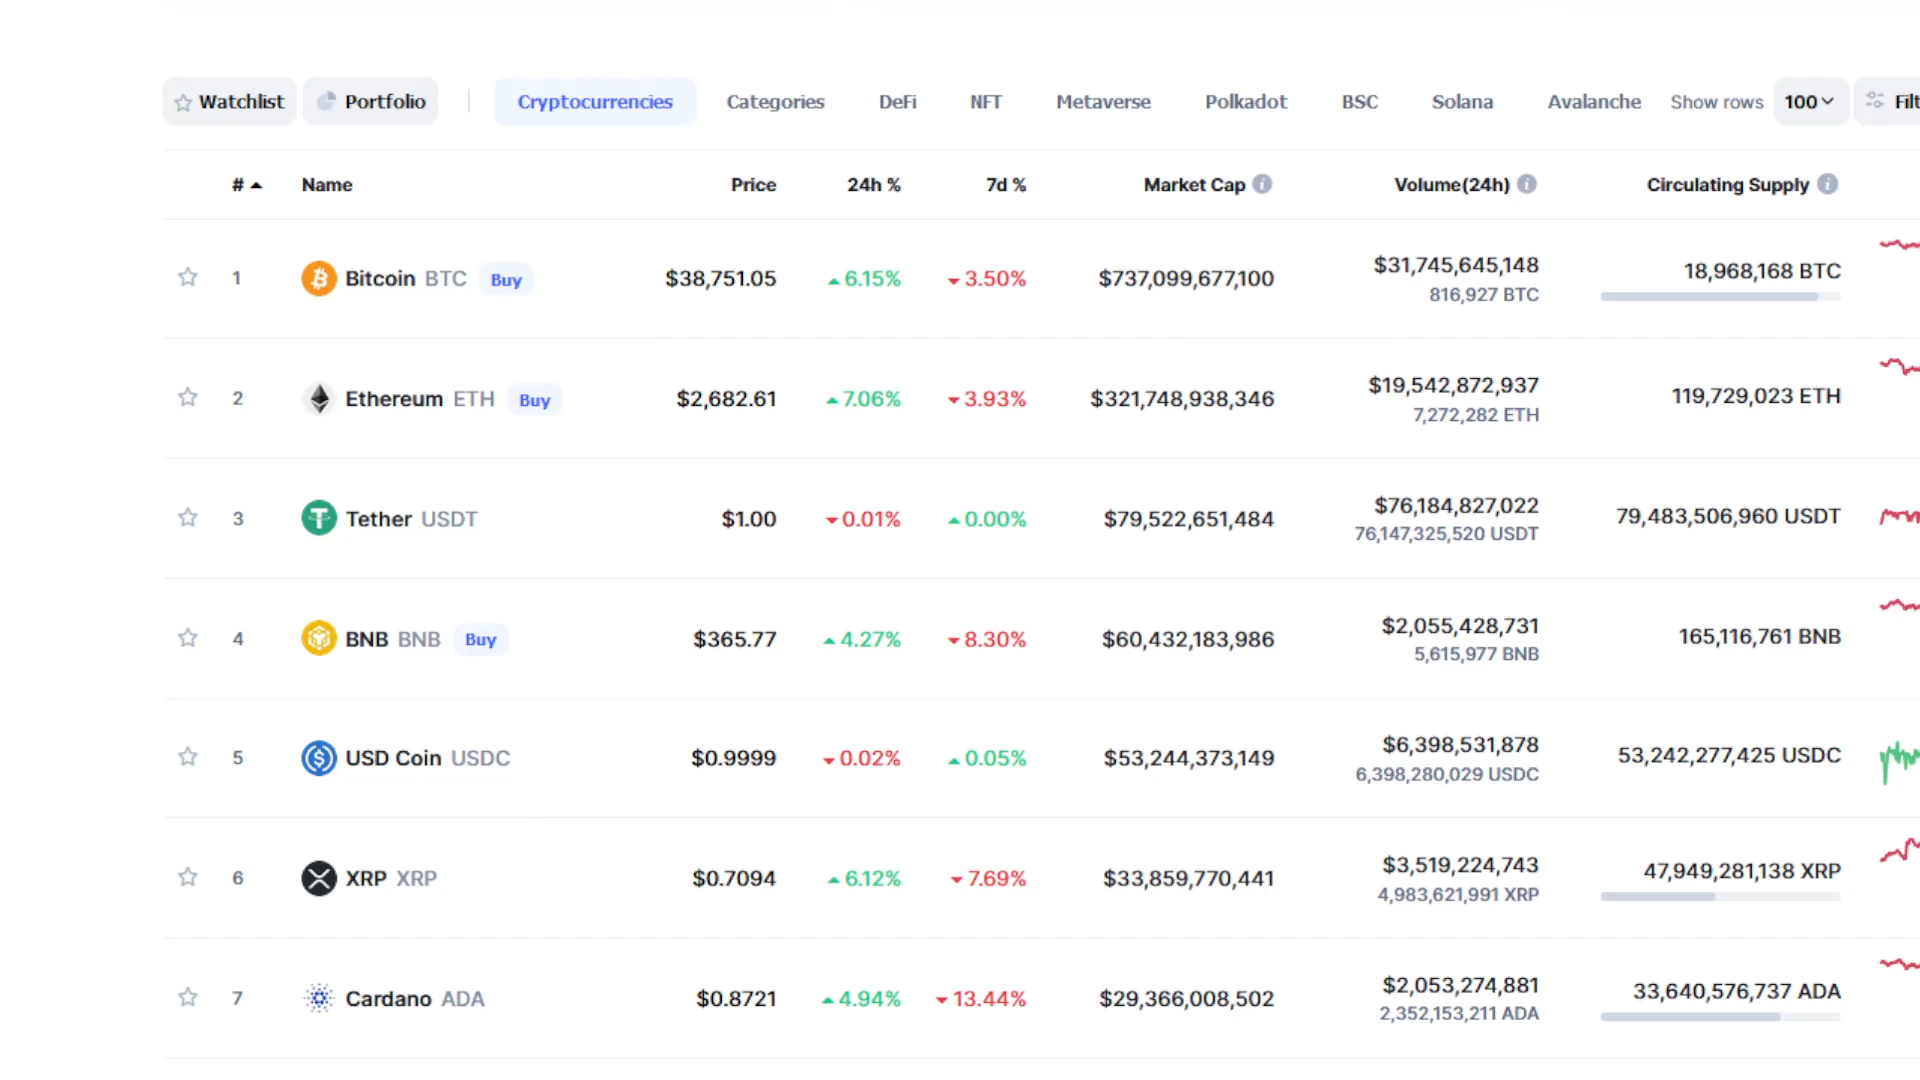 Watchlist Portfolio Cryptocurrencies Categories DeFi NFT Metaverse Polkadot BSC Solana Avalanche Show rows 100 Filt
# Name Price 24h % 7d % Market Cap Volume(24h) Circulating Supply
1 Bitcoin BTC Buy $38,751.05 6.15% 3.50% $737,099,677,100 $31,745,645,148 18,968,168 BTC
816,927 BTC
2 Ethereum ETH Buy $2,682.61 7.06% 3.93% $321,748,938,346 $19,542,872,937 119,729,023 ETH
7,272,282 ETH
3 Tether USDT $1.00 0.01% 0.00% $79,522,651,484 $76,184,827,022 79,483,506,960 USDT
76,147,325,520 USDT
4 BNB BNB Buy $365.77 4.27% 8.30% $60,432,183,986 $2,055,428,731 165,116,761 BNB
5,615,977 BNB
5 USD Coin USDC $0.9999 0.02% 0.05% $53,244,373,149 $6,398,531,878 53,242,277,425 USDC
6,398,280,029 USDC
6 XRP XRP $0.7094 6.12% 7.69% $33,859,770,441 $3,519,224,743 47,949,281,138 XRP
4,983,621,991 XRP
7 Cardano ADA $0.8721 4.94% 13.44% $29,366,008,502 $2,053,274,881 33,640,576,737 ADA
2,352,153,211 ADA